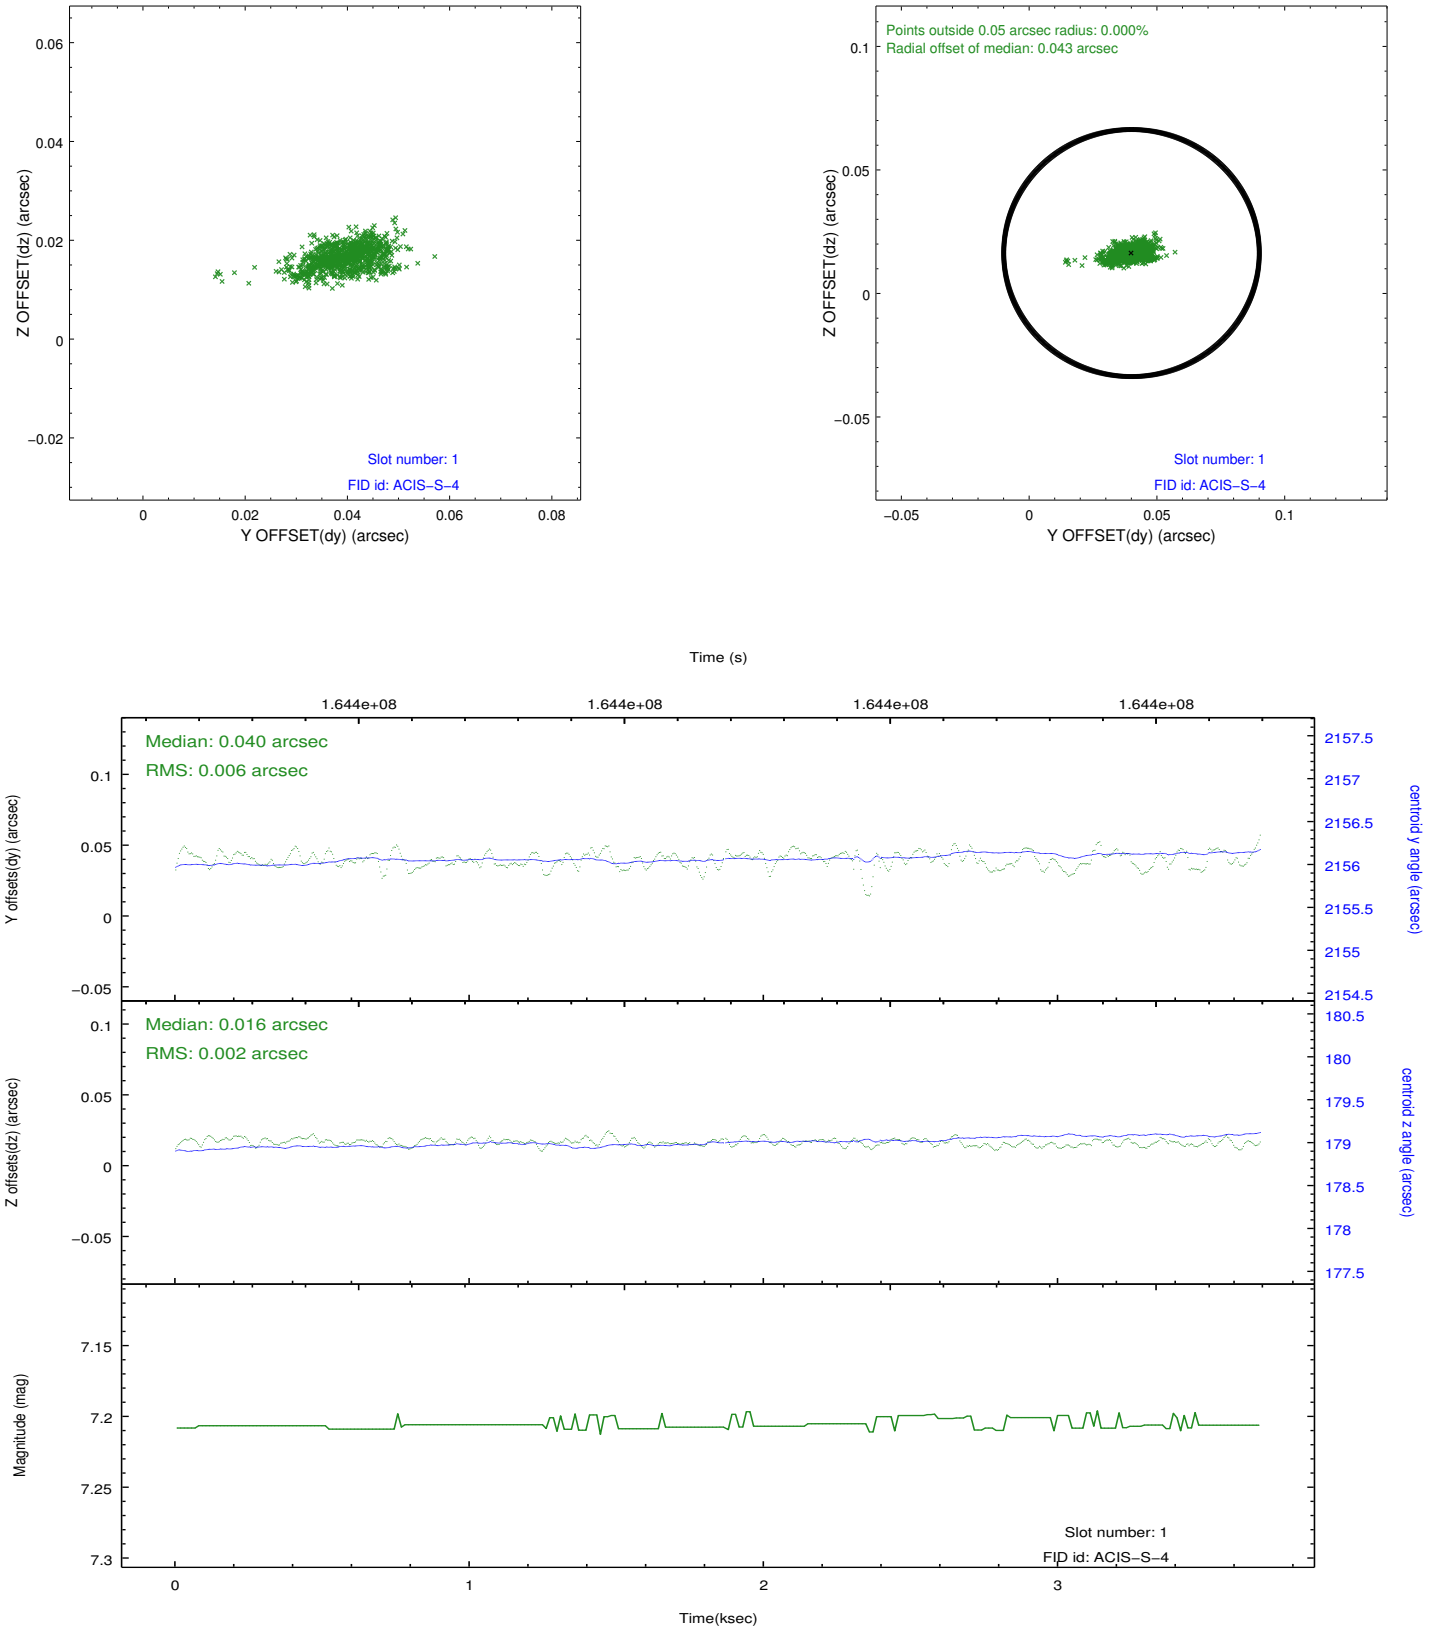 0.06
0.04
0.02
0
−0.02
Z OFFSET(dz) (arcsec)
Slot number: 1
FID id: ACIS−S−4
0
0.02
0.04
0.06
0.08
Y OFFSET(dy) (arcsec)
Points outside 0.05 arcsec radius: 0.000%
Radial offset of median: 0.043 arcsec
0.1
0.05
0
−0.05
Z OFFSET(dz) (arcsec)
Slot number: 1
FID id: ACIS−S−4
−0.05
0
0.05
0.1
Y OFFSET(dy) (arcsec)
Time (s)
1.644e+08
1.644e+08
1.644e+08
1.644e+08
Median: 0.040 arcsec
RMS: 0.006 arcsec
0.1
0.05
0
−0.05
Y offsets(dy) (arcsec)
2157.5
2157
2156.5
2156
2155.5
2155
2154.5
centroid y angle (arcsec)
Median: 0.016 arcsec
RMS: 0.002 arcsec
0.1
0.05
0
−0.05
Z offsets(dz) (arcsec)
180.5
180
179.5
179
178.5
178
177.5
centroid z angle (arcsec)
7.15
7.2
7.25
7.3
Magnitude (mag)
Slot number: 1
FID id: ACIS−S−4
0
1
2
3
Time(ksec)